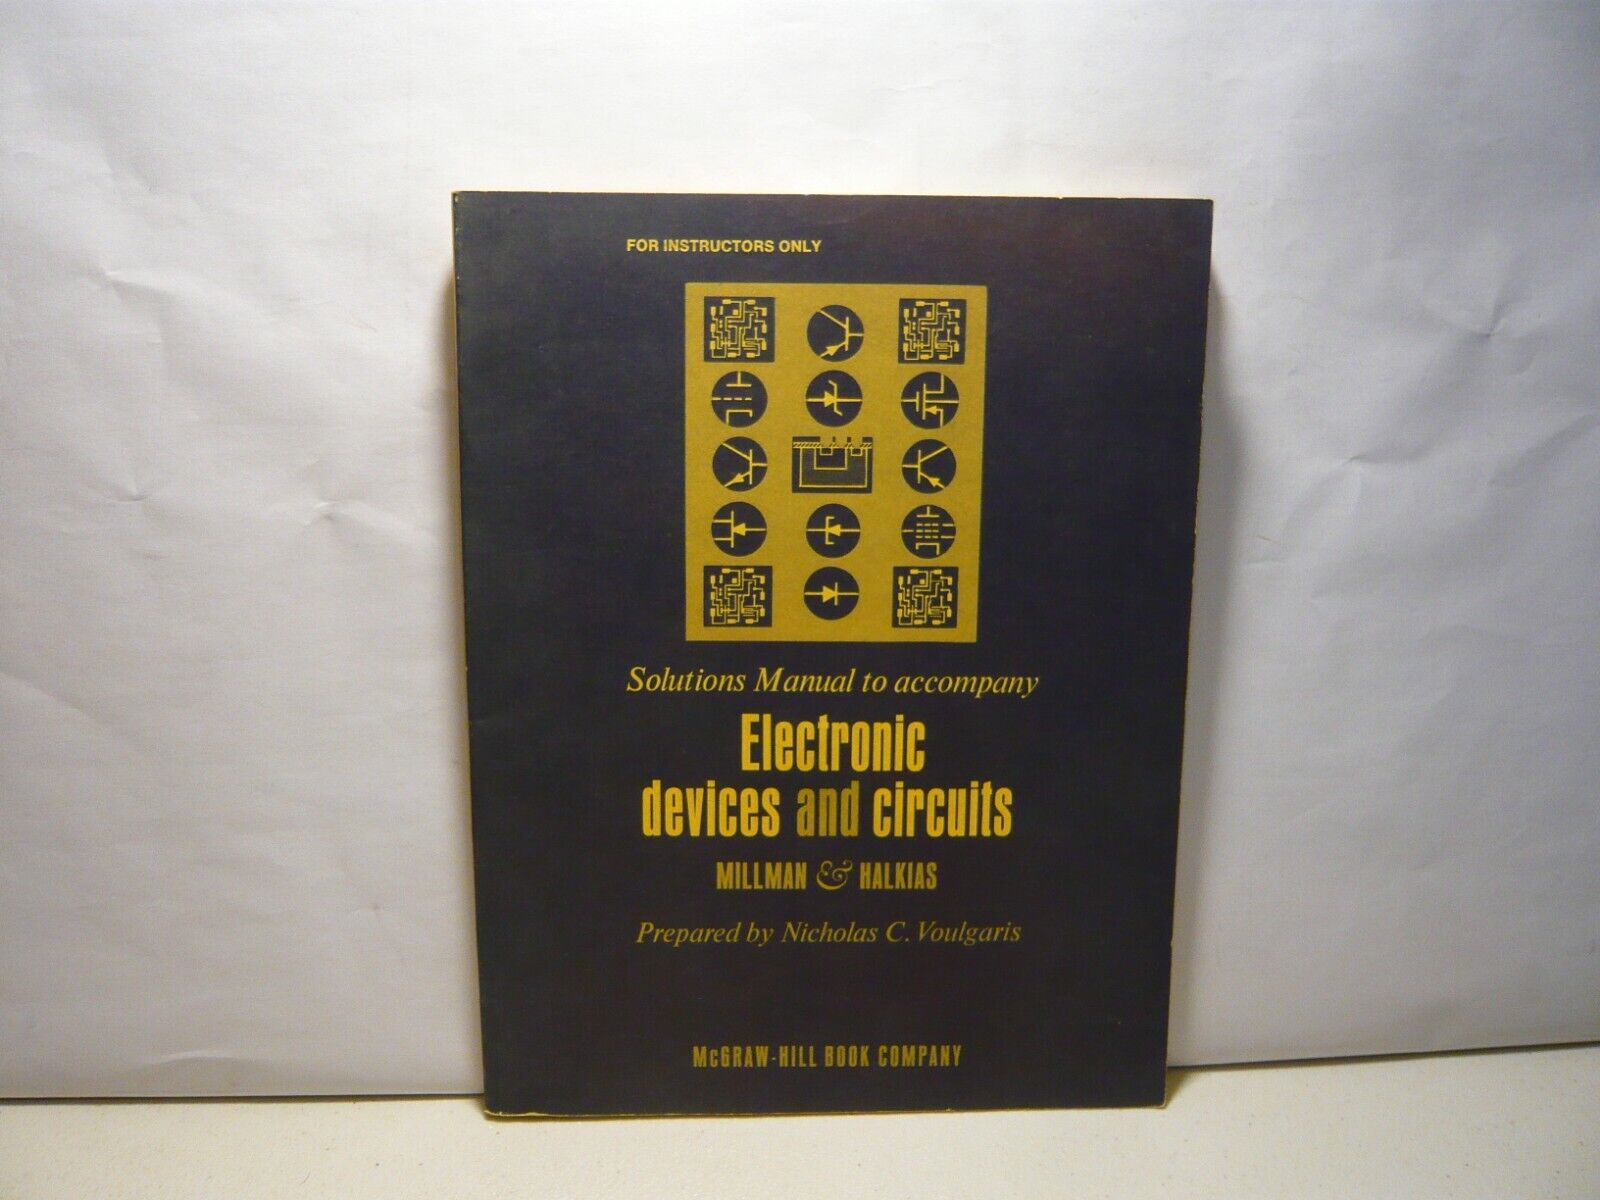 FOR INSTRUCTORS ONLY
Solutions Manual to accompany
Electronic
devices and circuits
MILLMAN & HALKIAS
Prepared by Nicholas C. Voulgaris
McGRAW-HILL BOOK COMPANY